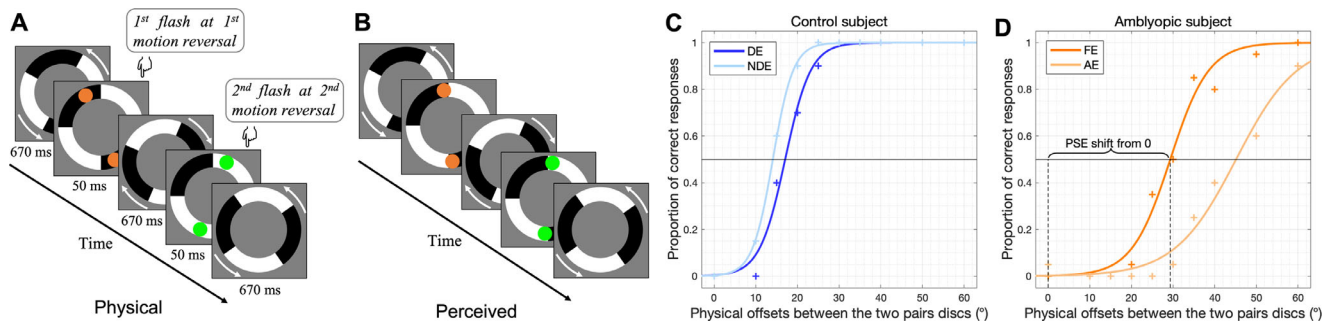 A
1st flash at 1st
motion reversal
2nd flash at 2nd
motion reversal
670 ms
50 ms
670 ms
50 ms
670 ms
Time
Physical
B
Time
Perceived
C
Control subject
DE
NDE
Proportion of correct responses
1
0.8
0.6
0.4
0.2
0
0 10 20 30 40 50 60
Physical offsets between the two pairs discs (°)
D
Amblyopic subject
FE
AE
PSE shift from 0
Proportion of correct responses
1
0.8
0.6
0.4
0.2
0
0 10 20 30 40 50 60
Physical offsets between the two pairs discs (°)